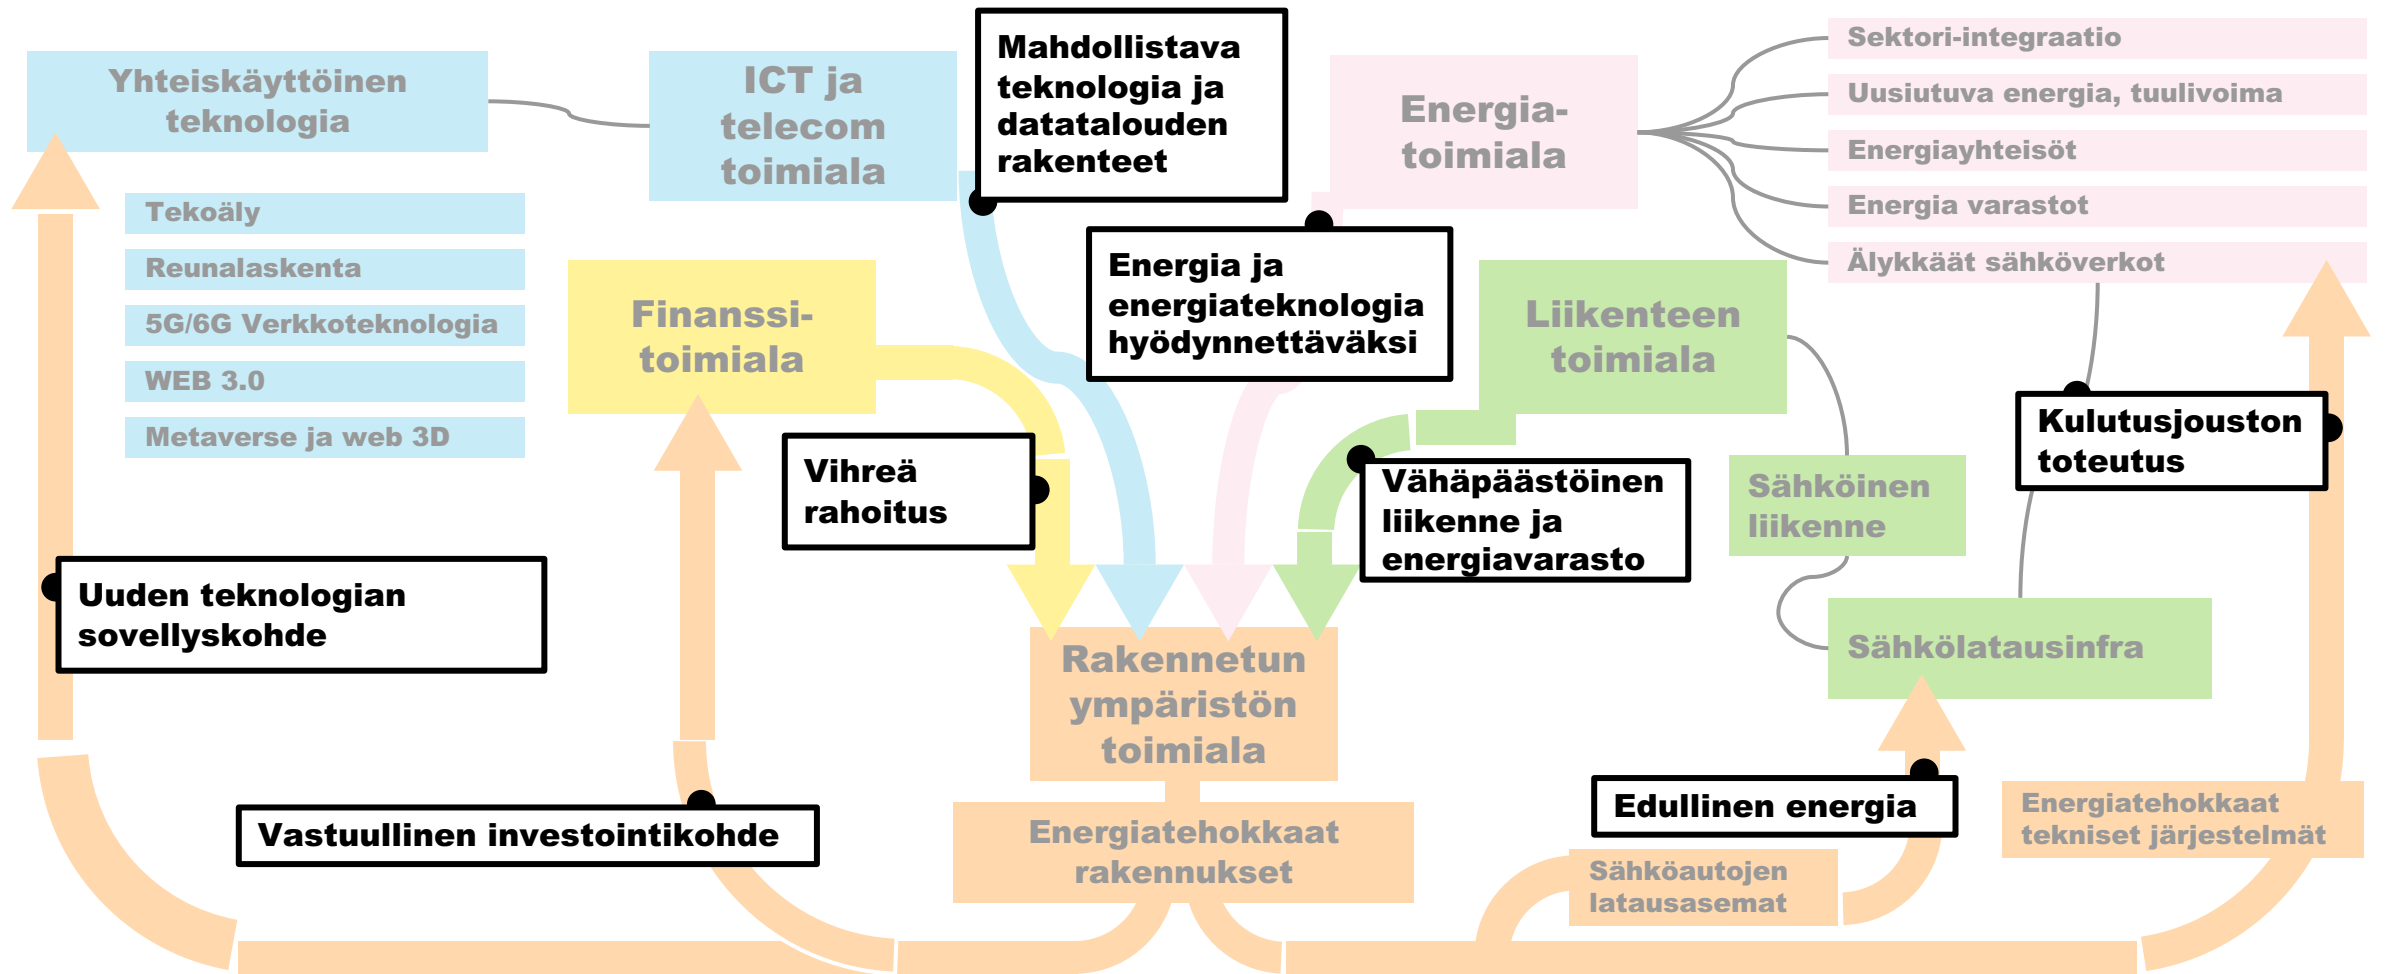 Yhteiskäyttöinen
teknologia
Tekoäly
Reunalaskenta
5G/6G Verkkoteknologia
WEB 3.0
Metaverse ja web 3D
ICT ja
telecom
toimiala
Mahdollistava
teknologia ja
datatalouden
rakenteet
Energia-
toimiala
Sektori-integraatio
Uusiutuva energia, tuulivoima
Energiayhteisöt
Energia varastot
Älykkäät sähköverkot
Finanssi-
toimiala
Energia ja
energiateknologia
hyödynnettäväksi
Liikenteen
toimiala
Vihreä
rahoitus
Vähäpäästöinen
liikenne ja
energiavarasto
Sähköinen
liikenne
Kulutusjouston
toteutus
Uuden teknologian
sovellyskohde
Rakennetun
ympäristön
toimiala
Sähkölatausinfra
Vastuullinen investointikohde
Energiatehokkaat
rakennukset
Edullinen energia
Sähköautojen
latausasemat
Energiatehokkaat
tekniset järjestelmät